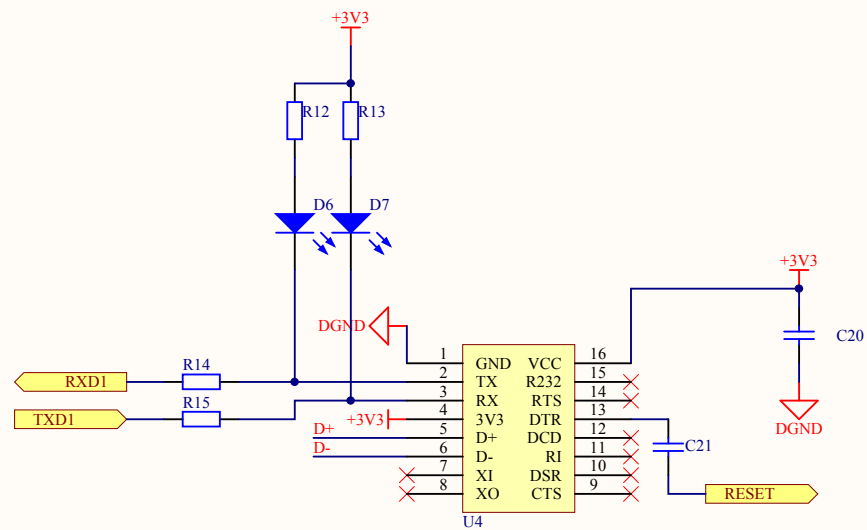 +3V3
R12 R13
D6 D7
+3V3
DGND
C20
R14
RXD1
R15
TXD1
+3V3
D+
D-
1 GND VCC 16
2 TX R232 15
3 RX RTS 14
4 3V3 DTR 13
5 D+ DCD 12
6 D- RI 11
7 XI DSR 10
8 XO CTS 9
U4
C21
RESET
DGND